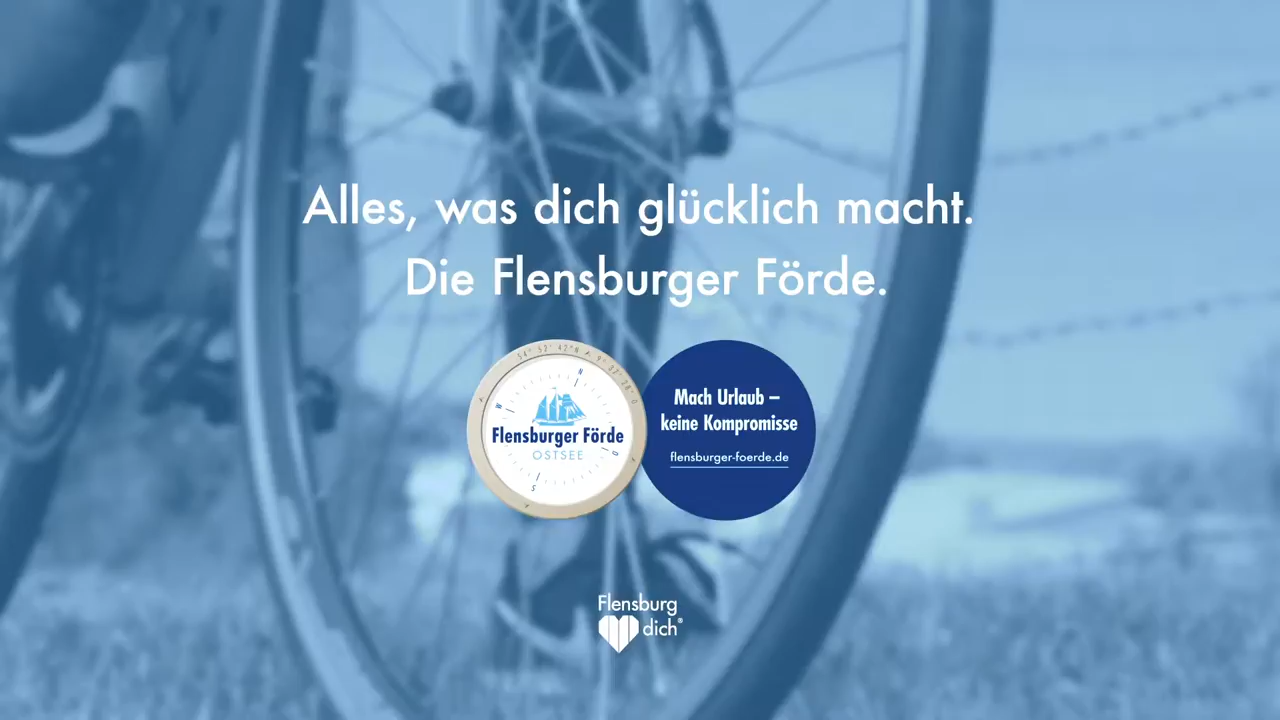 Alles, was dich glücklich macht.
Die Flensburger Förde.
N
W
Flensburger Förde
OSTSEE
O
S
Mach Urlaub –
keine Kompromisse
flensburger-foerde.de
Flensburg
dich®